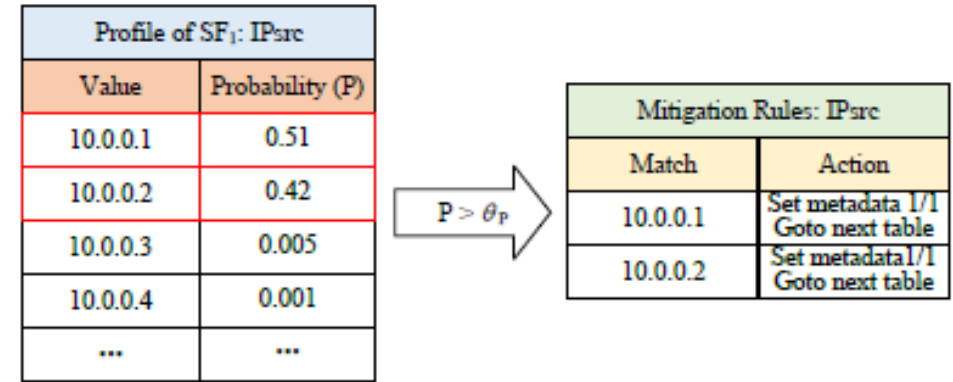 Profile of SF₁: IPsrc
Value Probability (P)
10.0.0.1 0.51
10.0.0.2 0.42
10.0.0.3 0.005
10.0.0.4 0.001
... ...
P > θ_P
Mitigation Rules: IPsrc
Match Action
10.0.0.1 Set metadata 1/1
Goto next table
10.0.0.2 Set metadata1/1
Goto next table